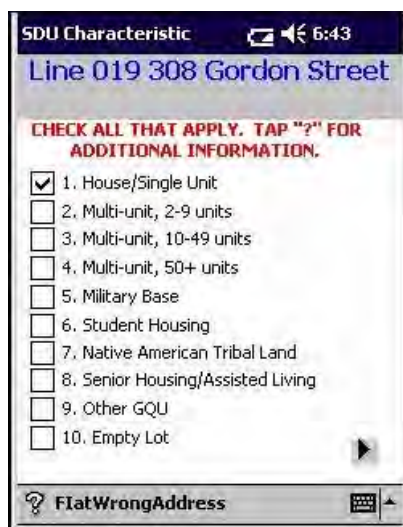 SDU Characteristic 6:43
Line 019 308 Gordon Street
CHECK ALL THAT APPLY. TAP "?" FOR
ADDITIONAL INFORMATION.
1. House/Single Unit
2. Multi-unit, 2-9 units
3. Multi-unit, 10-49 units
4. Multi-unit, 50+ units
5. Military Base
6. Student Housing
7. Native American Tribal Land
8. Senior Housing/Assisted Living
9. Other GQU
10. Empty Lot
? FIatWrongAddress